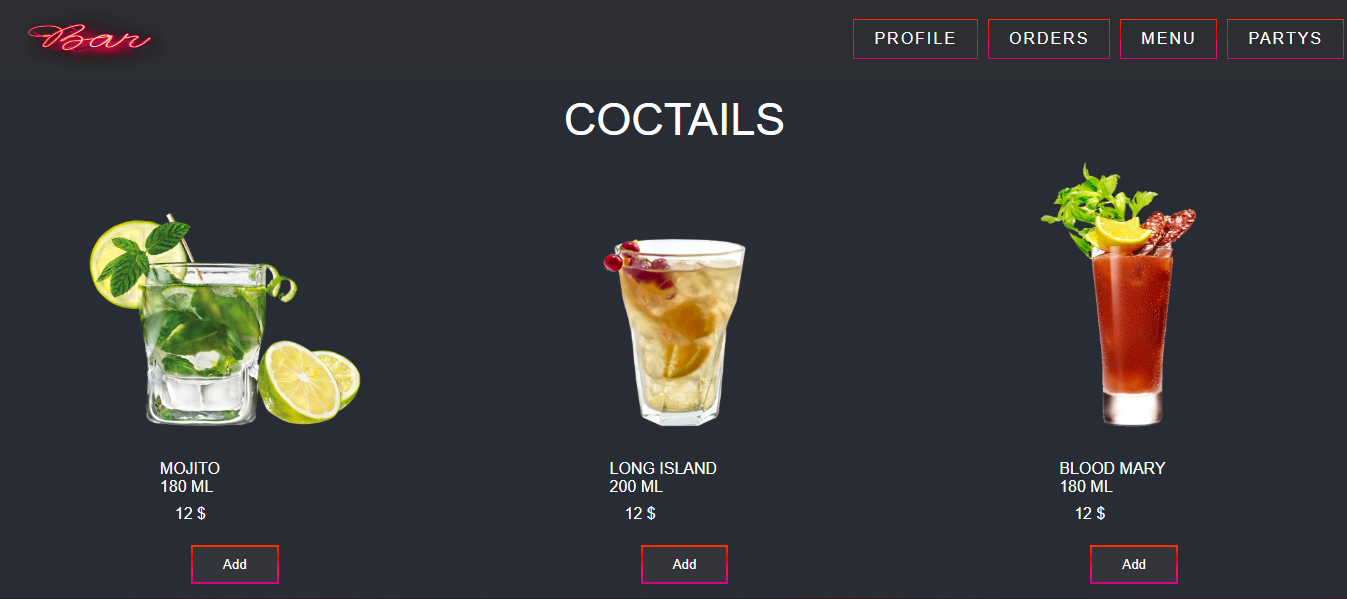 Bar
PROFILE ORDERS MENU PARTYS
COCTAILS
MOJITO
180 ML
12 $
Add
LONG ISLAND
200 ML
12 $
Add
BLOOD MARY
180 ML
12 $
Add